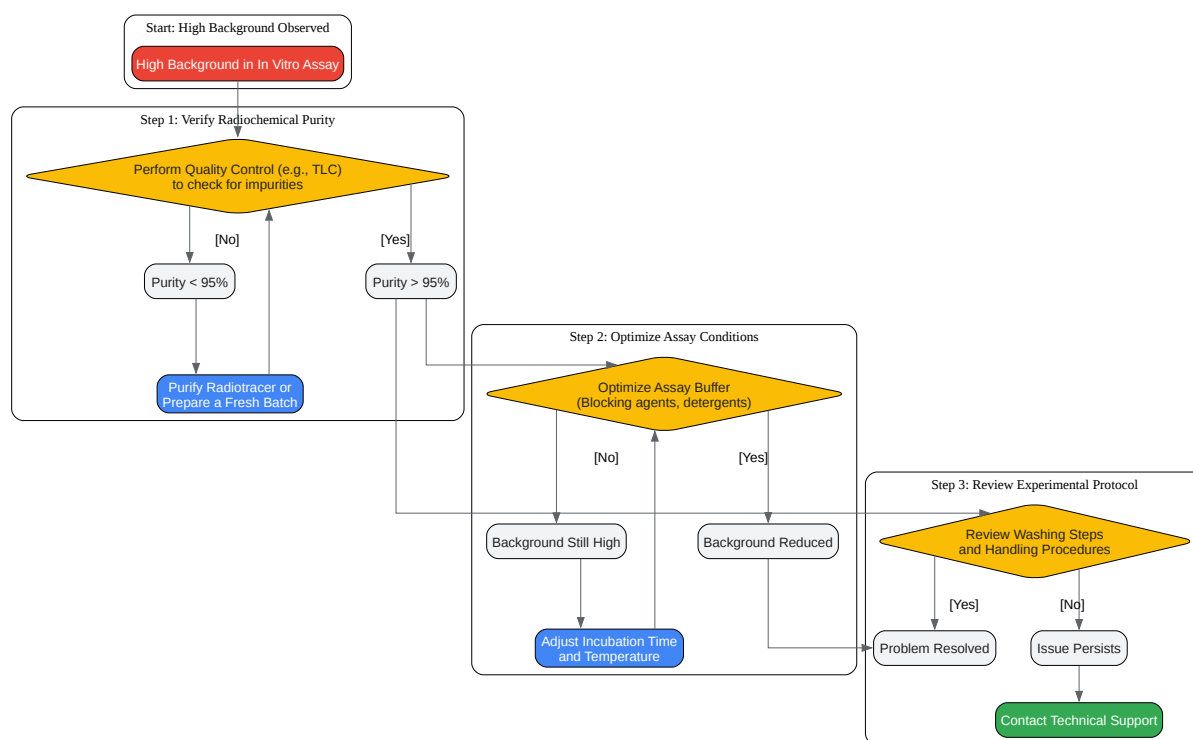 Start: High Background Observed
High Background in In Vitro Assay
Step 1: Verify Radiochemical Purity
Perform Quality Control (e.g., TLC)
to check for impurities
[No]
[Yes]
Purity < 95%
Purity > 95%
Purify Radiotracer or
Prepare a Fresh Batch
Step 2: Optimize Assay Conditions
Optimize Assay Buffer
(Blocking agents, detergents)
[No]
[Yes]
Background Still High
Background Reduced
Adjust Incubation Time
and Temperature
Step 3: Review Experimental Protocol
Review Washing Steps
and Handling Procedures
[Yes]
[No]
Problem Resolved
Issue Persists
Contact Technical Support